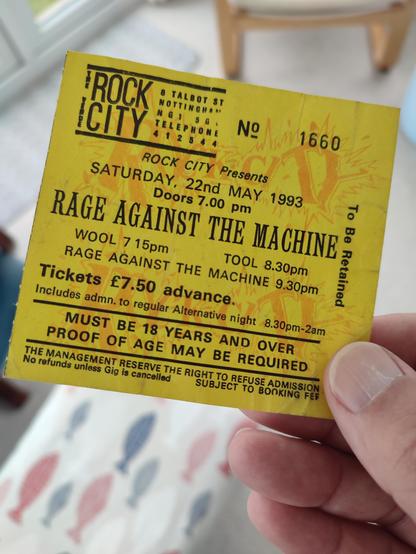 THE ROCK CITY
8 TALBOT ST
NOTTINGHAM
NG1 5G.
TELEPHONE
412544
No 1660
ROCK CITY Presents
SATURDAY, 22nd MAY 1993
Doors 7.00 pm
RAGE AGAINST THE MACHINE
WOOL 7 15pm
TOOL 8.30pm
RAGE AGAINST THE MACHINE 9.30pm
Tickets £7.50 advance.
Includes admn. to regular Alternative night 8.30pm-2am
MUST BE 18 YEARS AND OVER
PROOF OF AGE MAY BE REQUIRED
THE MANAGEMENT RESERVE THE RIGHT TO REFUSE ADMISSION
No refunds unless Gig is cancelled
SUBJECT TO BOOKING FEE
To Be Retained